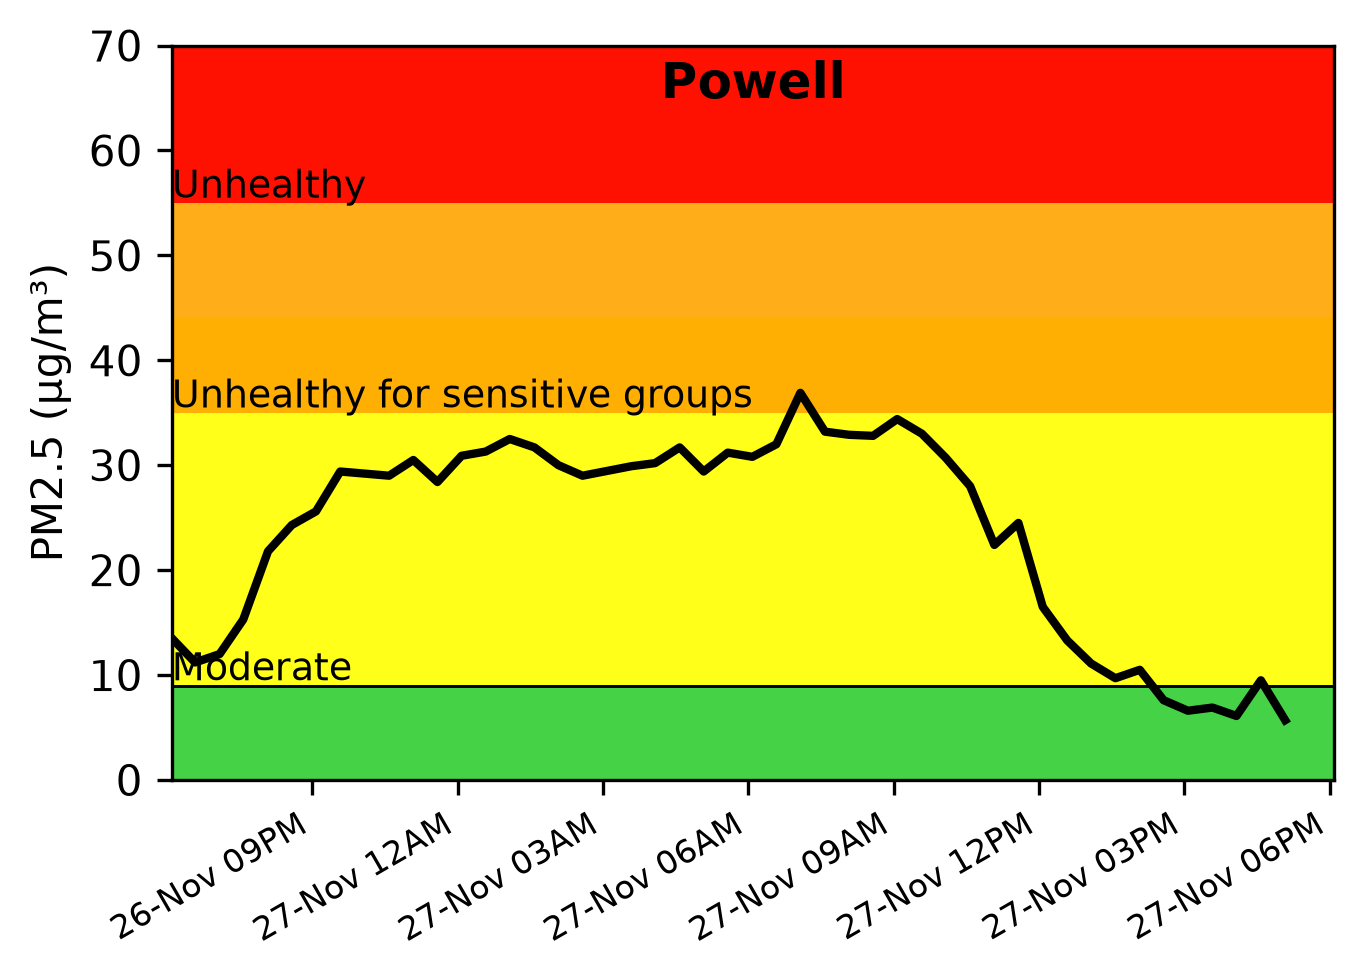 Powell
PM2.5 (µg/m³)
70
60
50
40
30
20
10
0
Unhealthy
Unhealthy for sensitive groups
Moderate
26-Nov 09PM
27-Nov 12AM
27-Nov 03AM
27-Nov 06AM
27-Nov 09AM
27-Nov 12PM
27-Nov 03PM
27-Nov 06PM